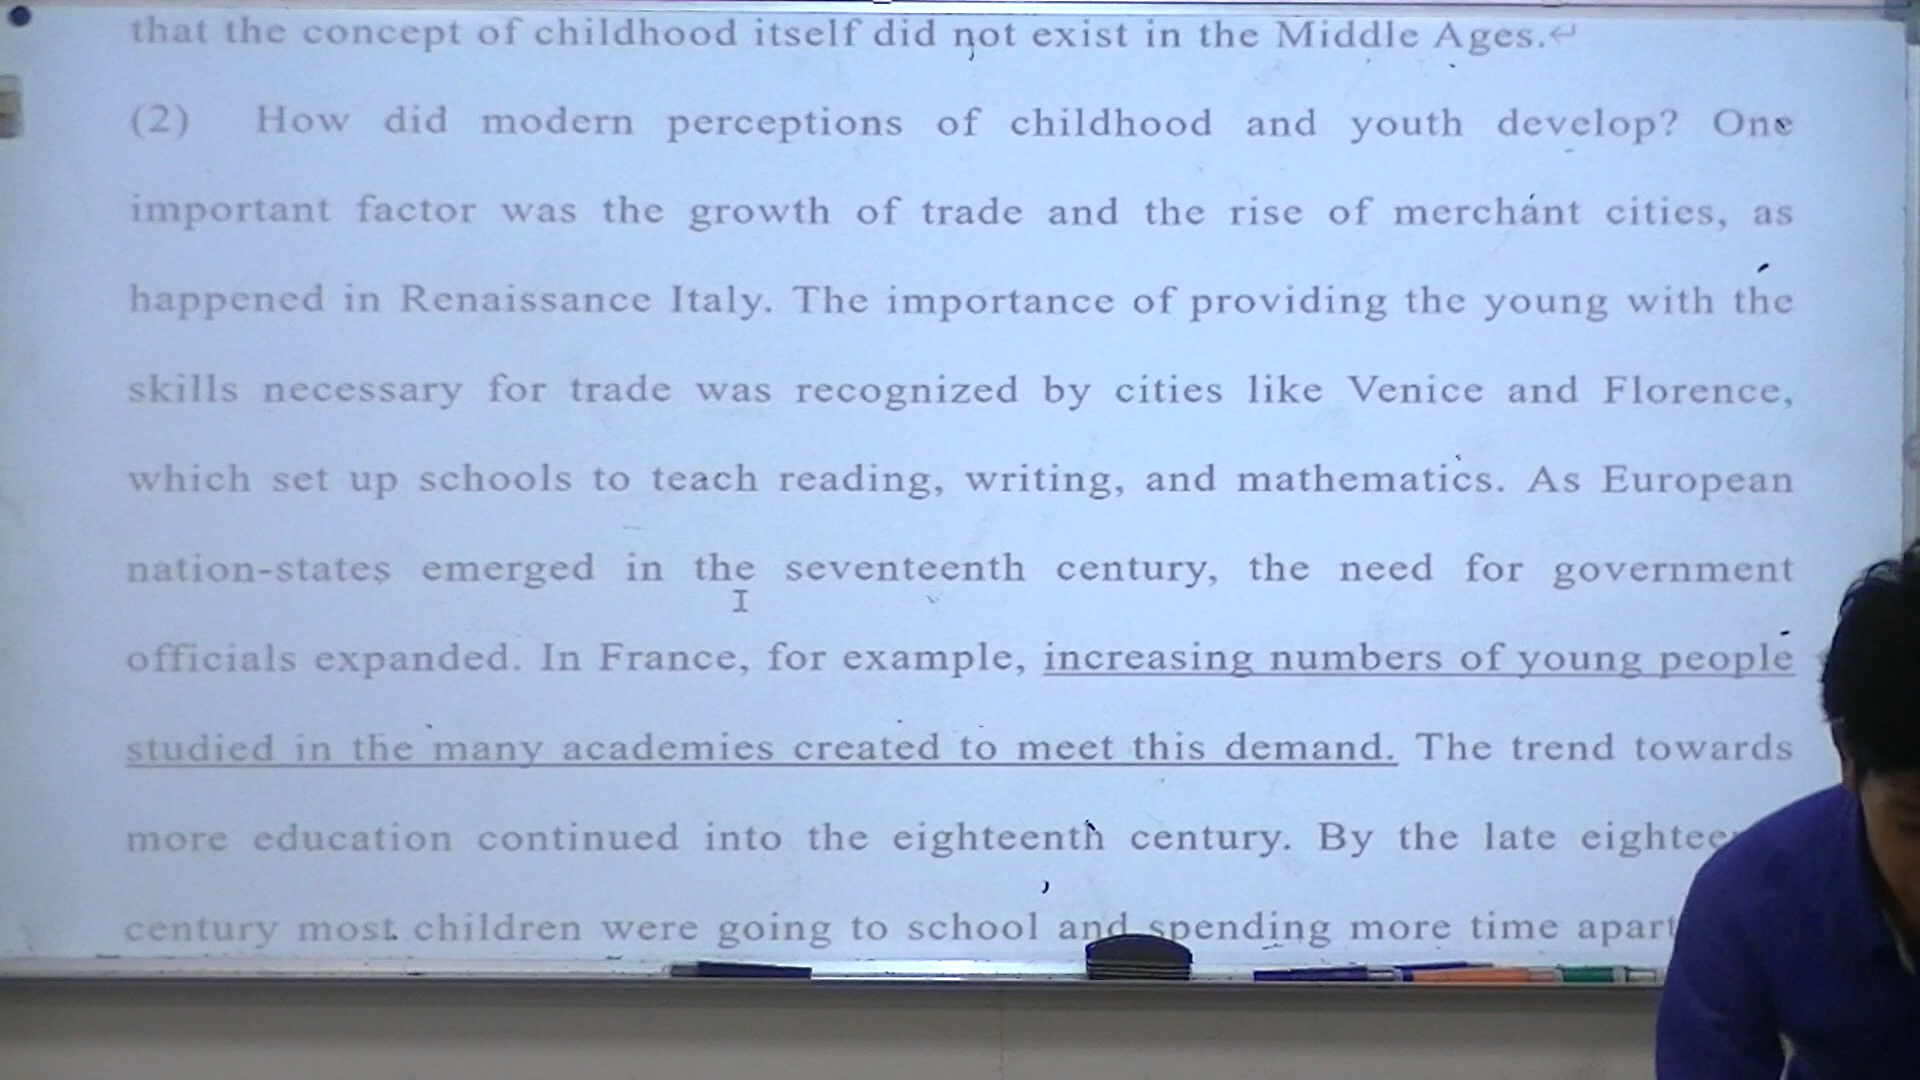 that the concept of childhood itself did not exist in the Middle Ages.↵
(2) How did modern perceptions of childhood and youth develop? One
important factor was the growth of trade and the rise of merchant cities, as
happened in Renaissance Italy. The importance of providing the young with the
skills necessary for trade was recognized by cities like Venice and Florence,
which set up schools to teach reading, writing, and mathematics. As European
nation-states emerged in the seventeenth century, the need for government
officials expanded. In France, for example, increasing numbers of young people
studied in the many academies created to meet this demand. The trend towards
more education continued into the eighteenth century. By the late
century most children were going to school and spending more time apart